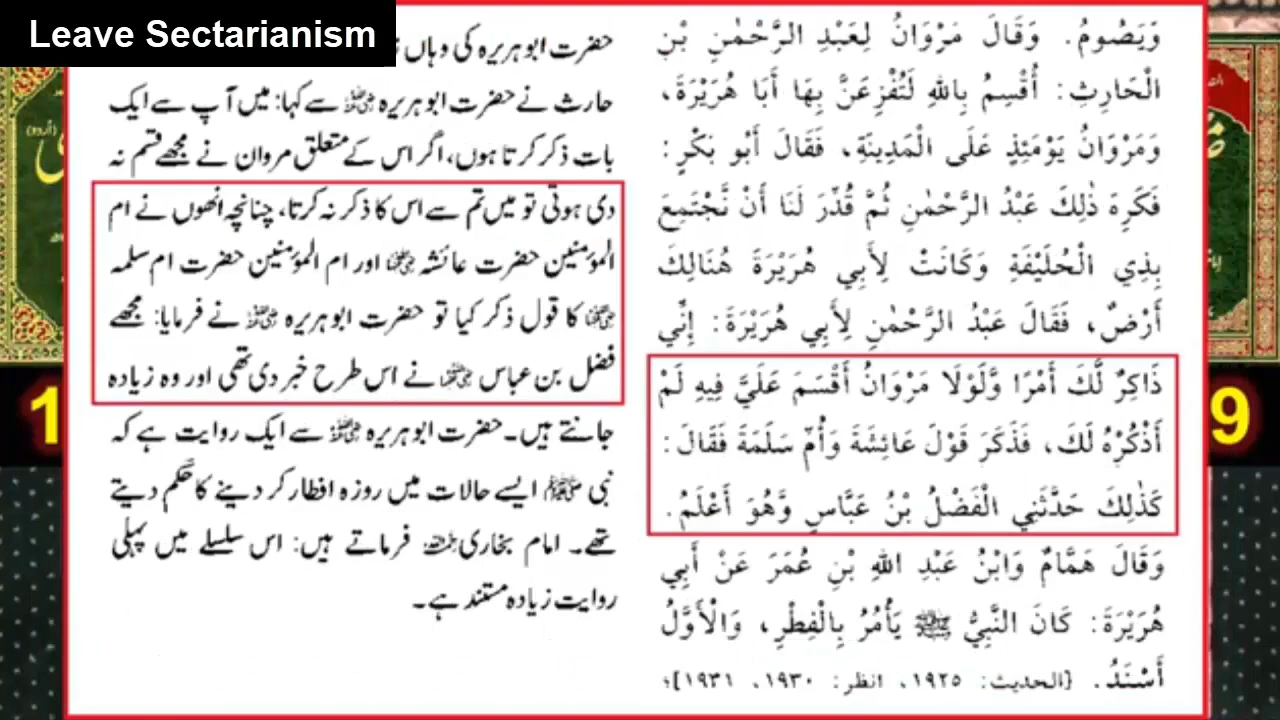 Leave Sectarianism
وَيَصُومُ. وَقَالَ مَرْوَانُ لِعَبْدِ الرَّحْمٰنِ بْنِ
الْحَارِثِ: أُقْسِمُ بِاللهِ لَتُفْزِعَنَّ بِهَا أَبَا هُرَيْرَةَ،
وَمَرْوَانُ يَوْمَئِذٍ عَلَى الْمَدِينَةِ، فَقَالَ أَبُو بَكْرٍ:
فَكَرِهَ ذٰلِكَ عَبْدُ الرَّحْمٰنِ ثُمَّ قُدِّرَ لَنَا أَنْ نَّجْتَمِعَ
بِذِي الْحُلَيْفَةِ وَكَانَتْ لِأَبِي هُرَيْرَةَ هُنَالِكَ
أَرْضٌ، فَقَالَ عَبْدُ الرَّحْمٰنِ لِأَبِي هُرَيْرَةَ: إِنِّي
ذَاكِرٌ لَّكَ أَمْرًا وَّلَوْلَا مَرْوَانُ أَقْسَمَ عَلَيَّ فِيهِ لَمْ
أَذْكُرْهُ لَكَ، فَذَكَرَ قَوْلَ عَائِشَةَ وَأُمِّ سَلَمَةَ فَقَالَ:
كَذٰلِكَ حَدَّثَنِي الْفَضْلُ بْنُ عَبَّاسٍ وَّهُوَ أَعْلَمُ.
وَقَالَ هَمَّامٌ وَابْنُ عَبْدِ اللهِ بْنِ عُمَرَ عَنْ أَبِي
هُرَيْرَةَ: كَانَ النَّبِيُّ ﷺ يَأْمُرُ بِالْفِطْرِ، وَالْأَوَّلُ
أَسْنَدُ. [الحديث: ١٩٢٥، انظر: ١٩٣٠، ١٩٣١]؛
حضرت ابوہریرہ کی وہاں
حارث نے حضرت ابوہریرہ رضی اللہ عنہ سے کہا: میں آپ سے ایک
بات ذکر کرتا ہوں، اگر اس کے متعلق مروان نے مجھے قسم نہ
دی ہوتی تو میں تم سے اس کا ذکر نہ کرتا، چنانچہ انھوں نے ام
المؤمنین حضرت عائشہ رضی اللہ عنہا اور ام المؤمنین حضرت ام سلمہ
رضی اللہ عنہا کا قول ذکر کیا تو حضرت ابوہریرہ رضی اللہ عنہ نے فرمایا: مجھے
فضل بن عباس رضی اللہ عنہ نے اس طرح خبر دی تھی اور وہ زیادہ
جانتے ہیں۔ حضرت ابوہریرہ رضی اللہ عنہ سے ایک روایت ہے کہ
نبی ﷺ ایسے حالات میں روزہ افطار کر دینے کا حکم دیتے
تھے۔ امام بخاری رحمہ اللہ فرماتے ہیں: اس سلسلے میں پہلی
روایت زیادہ مستند ہے۔
1
9